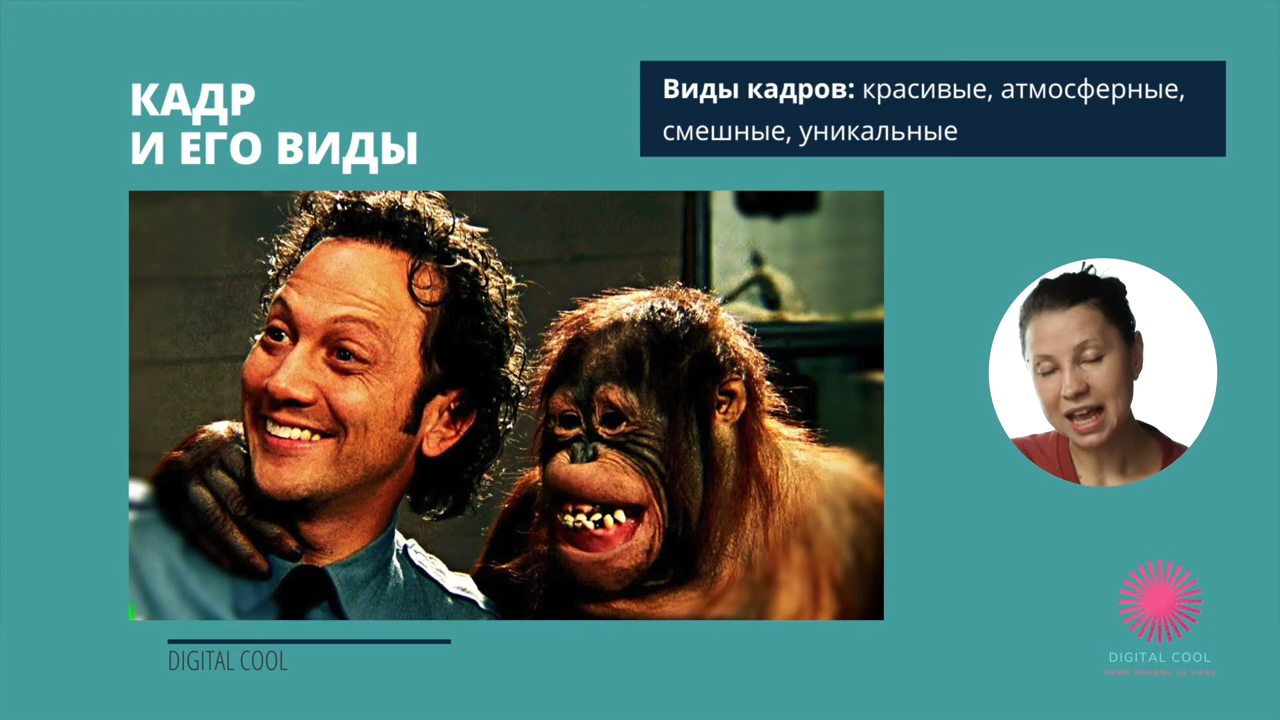 КАДР
И ЕГО ВИДЫ
Виды кадров: красивые, атмосферные,
смешные, уникальные
DIGITAL COOL
DIGITAL COOL